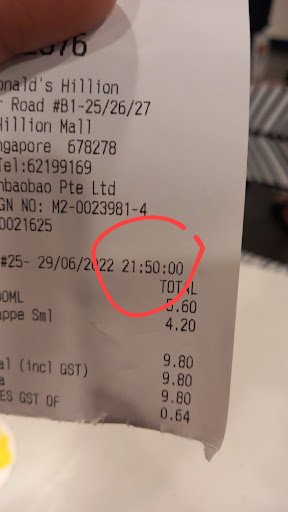 2676
onald's Hillion
r Road #B1-25/26/27
Hillion Mall
ngapore 678278
Tel:62199169
nbaobao Pte Ltd
GN NO: M2-0023981-4
0021625
#25- 29/06/2022 21:50:00
TOTAL
OML 5.60
appe Sml 4.20
al (incl GST) 9.80
a 9.80
ES GST OF 9.80
0.64